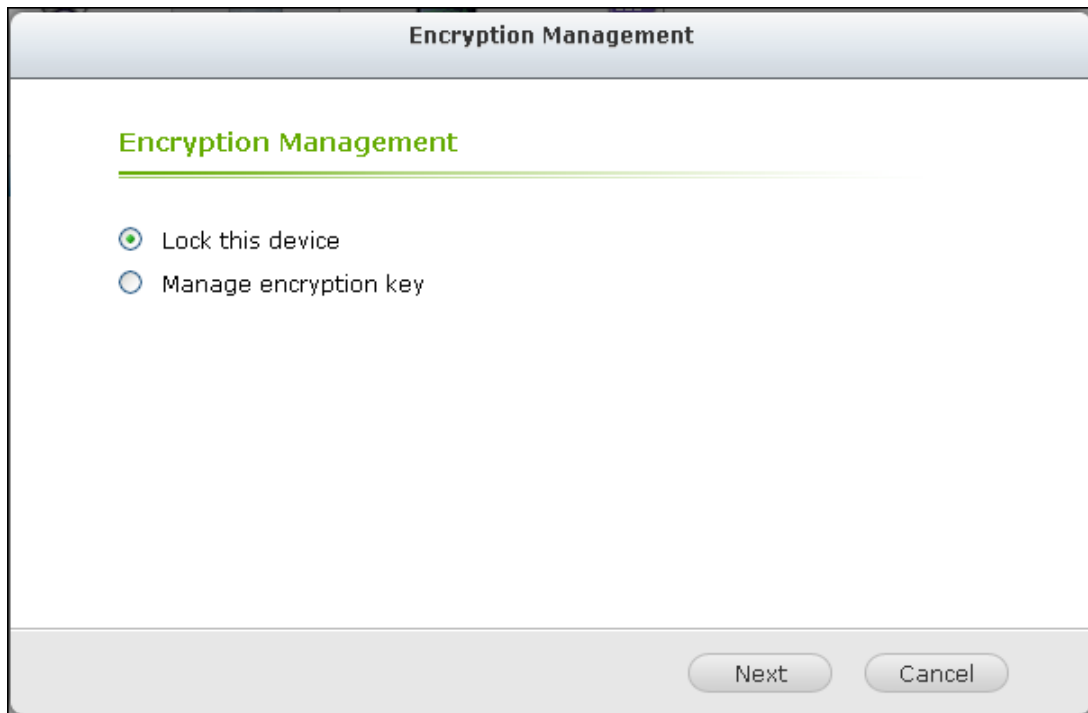 Encryption Management
Encryption Management
Lock this device
Manage encryption key
Next Cancel